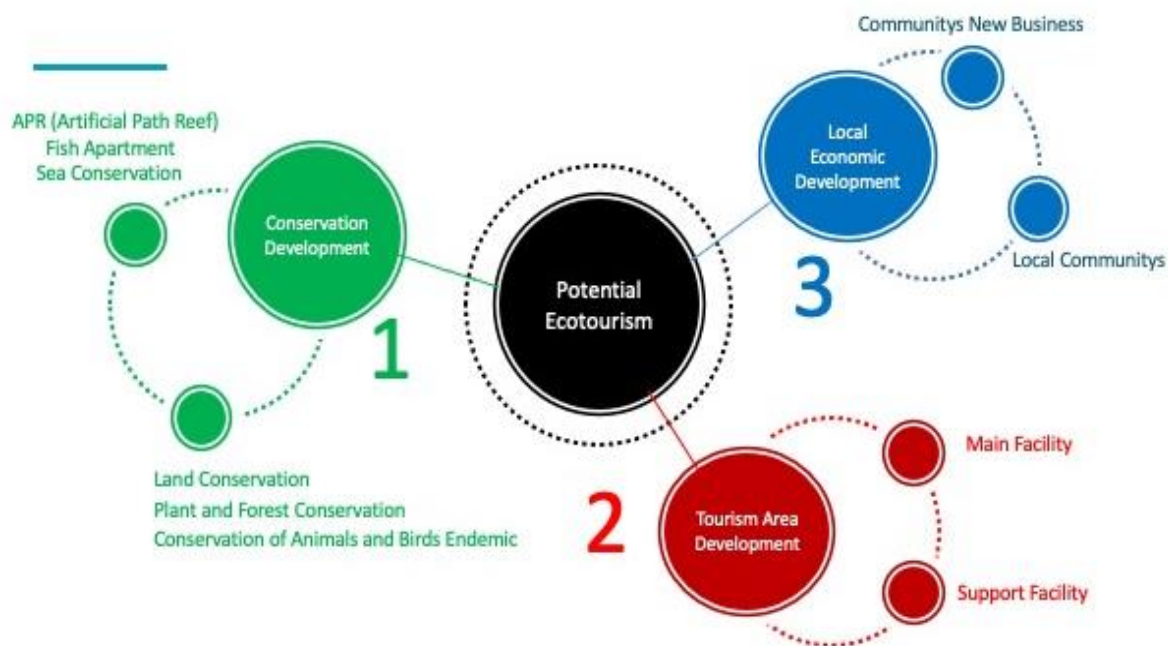 APR (Artificial Path Reef)
Fish Apartment
Sea Conservation
Conservation
Development
1
Land Conservation
Plant and Forest Conservation
Conservation of Animals and Birds Endemic
Potential
Ecotourism
Communitys New Business
Local
Economic
Development
3
Local Communitys
2
Tourism Area
Development
Main Facility
Support Facility